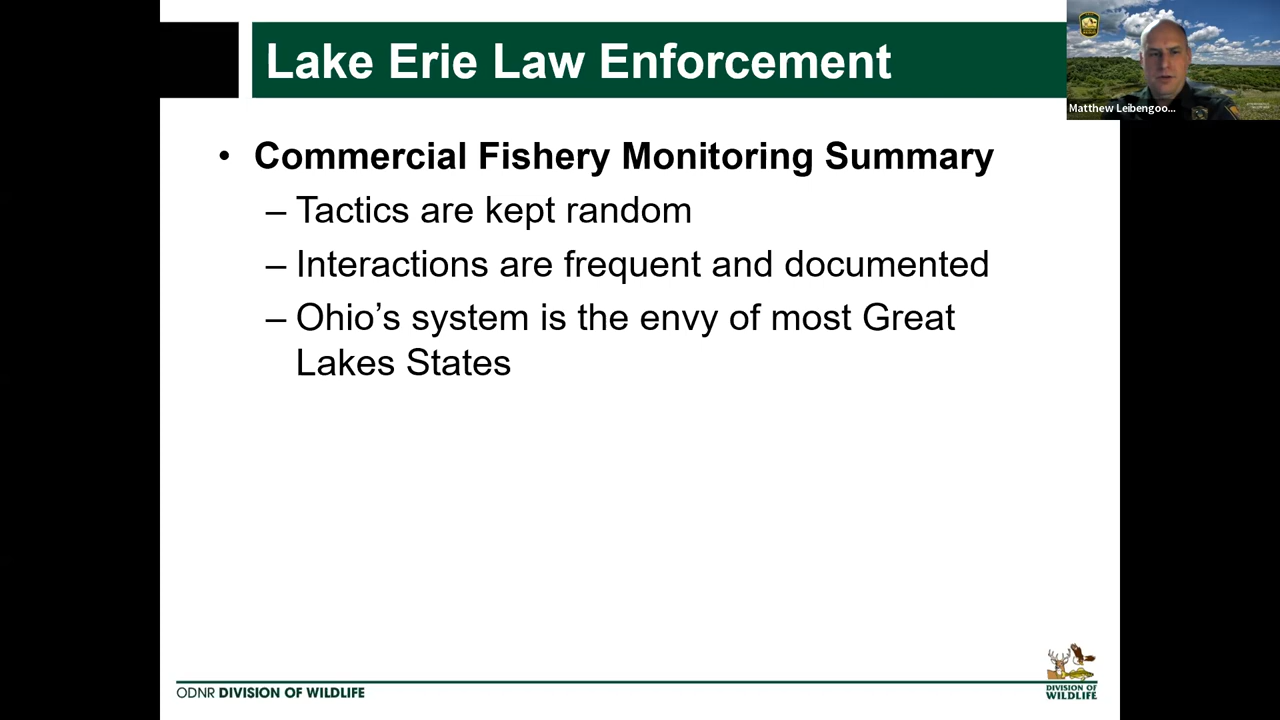 Lake Erie Law Enforcement
Matthew Leibengoo...
• Commercial Fishery Monitoring Summary
– Tactics are kept random
– Interactions are frequent and documented
– Ohio’s system is the envy of most Great
Lakes States
ODNR DIVISION OF WILDLIFE
DIVISION OF
WILDLIFE